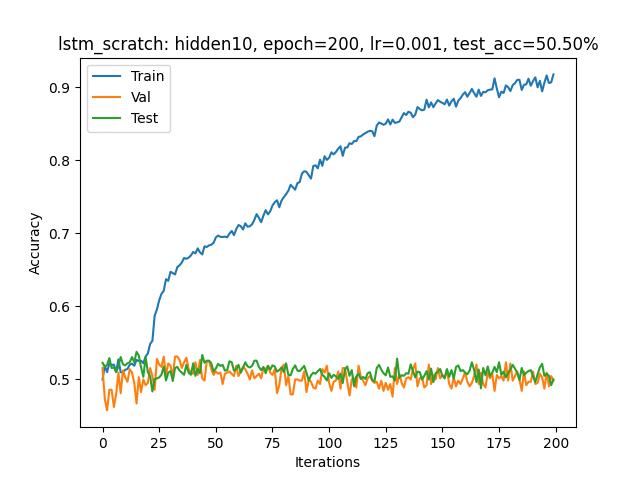 lstm_scratch: hidden10, epoch=200, lr=0.001, test_acc=50.50%
Train
Val
Test
Accuracy
0.9
0.8
0.7
0.6
0.5
0 25 50 75 100 125 150 175 200
Iterations